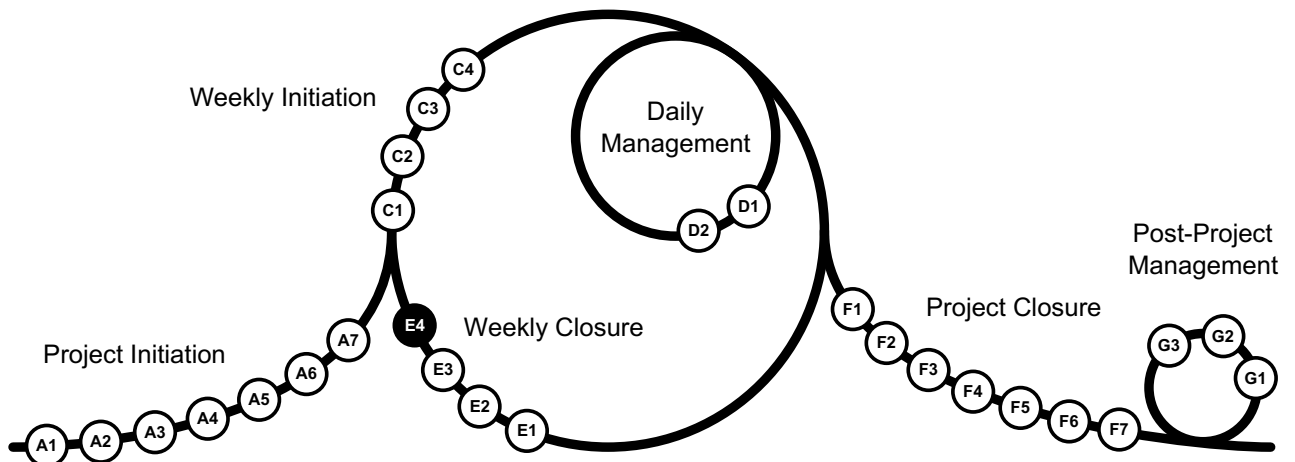 Weekly Initiation
C4
C3
C2
C1
Daily
Management
D1
D2
Project Initiation
A1
A2
A3
A4
A5
A6
A7
Weekly Closure
E4
E3
E2
E1
Project Closure
F1
F2
F3
F4
F5
F6
F7
Post-Project
Management
G3
G2
G1